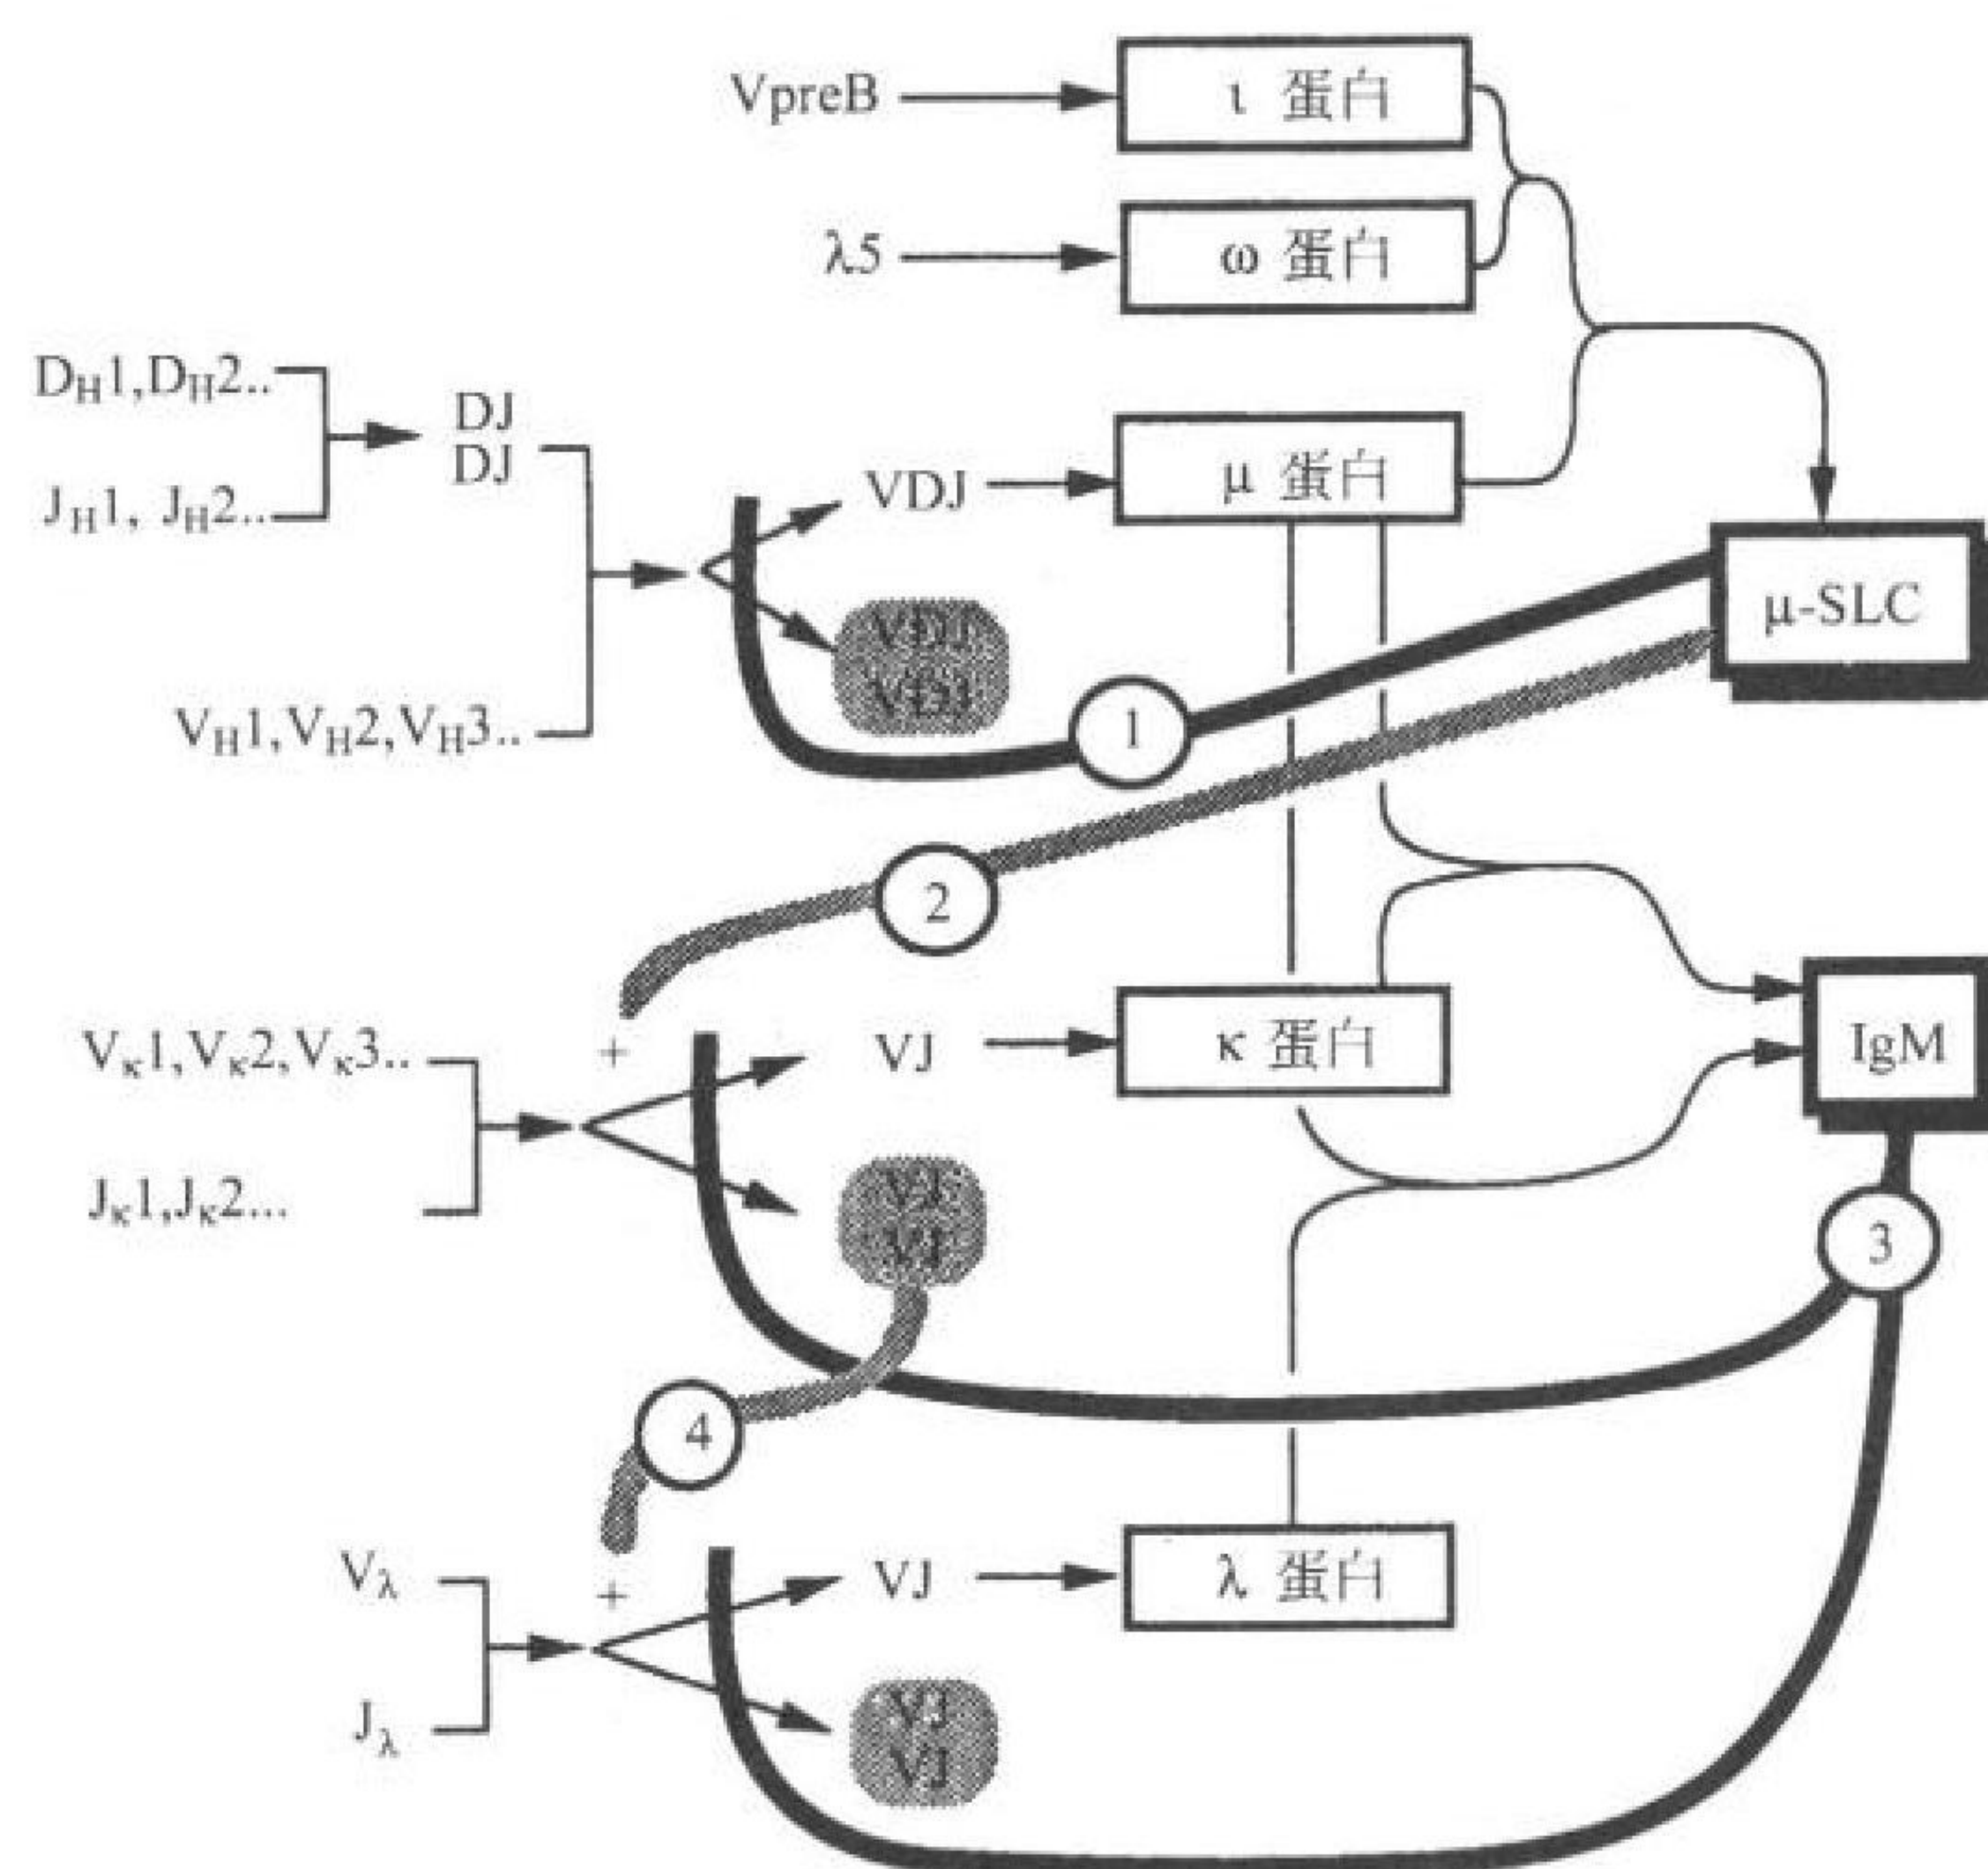 VpreB
ι 蛋白
λ5
ω 蛋白
DH1,DH2..
JH1, JH2..
DJ
DJ
VDJ
μ 蛋白
VDJ
VDJ
VH1,VH2,VH3..
μ-SLC
1
2
Vκ1,Vκ2,Vκ3..
Jκ1,Jκ2...
+
VJ
κ 蛋白
IgM
VJ
VJ
3
4
Vλ
Jλ
+
VJ
λ 蛋白
VJ
VJ